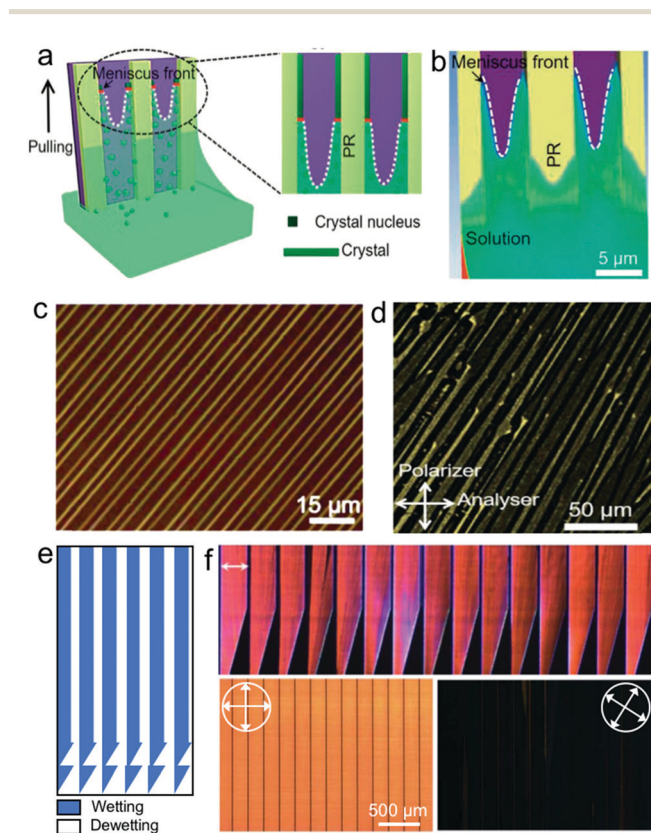 a
Meniscus front
Pulling
PR
Crystal nucleus
Crystal
b
Meniscus front
PR
Solution
5 µm
c
15 µm
d
Polarizer
Analyser
50 µm
e
Wetting
Dewetting
f
500 µm